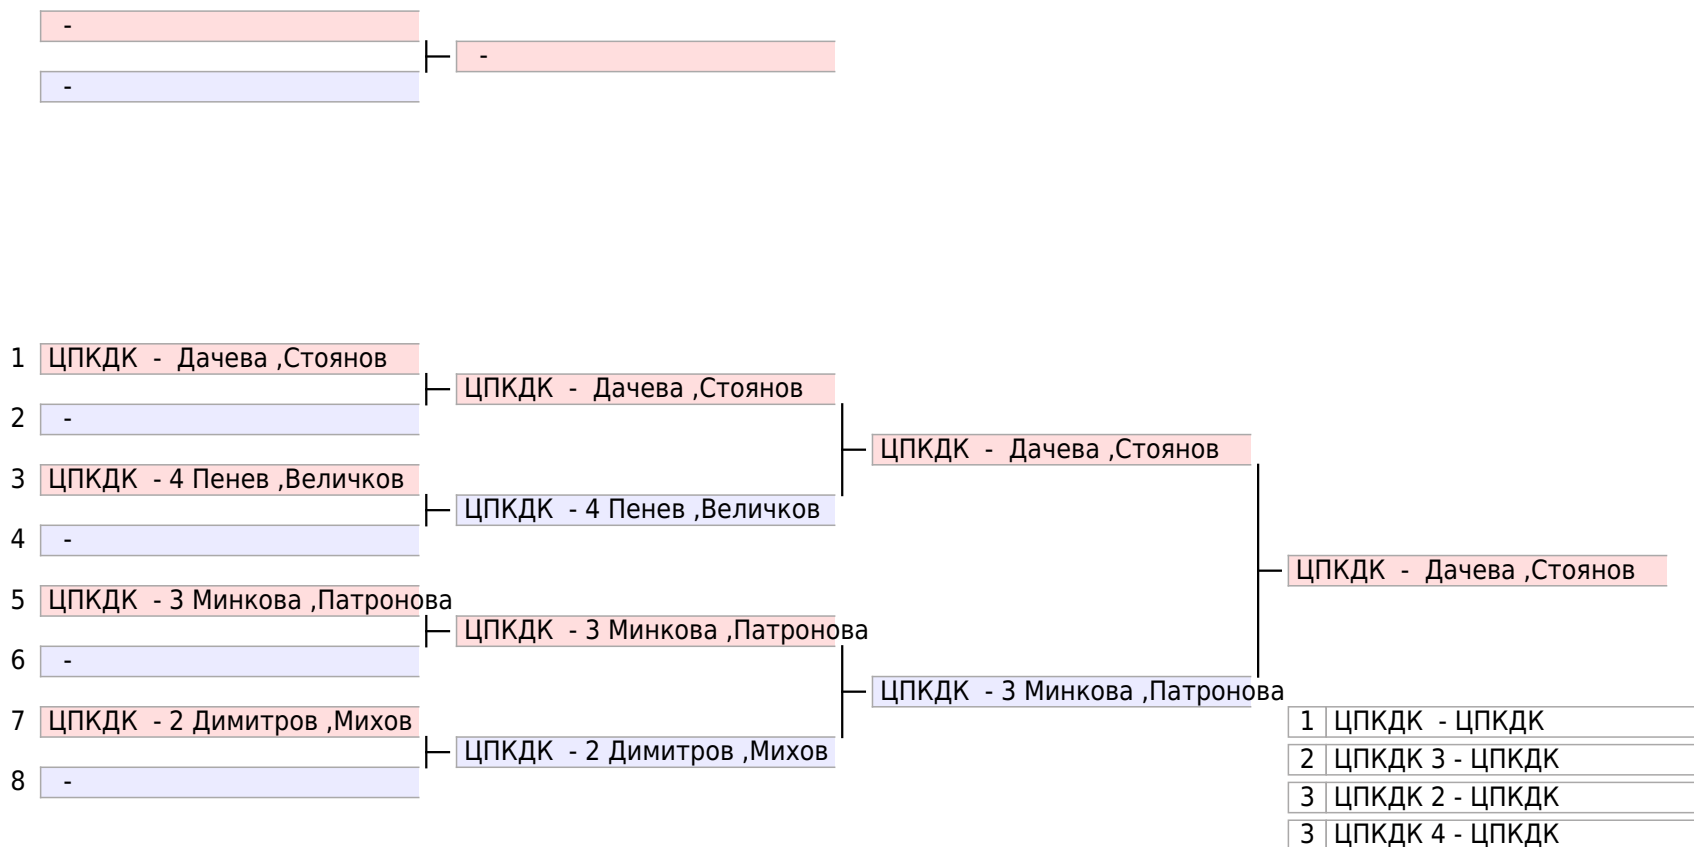 -
-
-
1 ЦПКДК - Дачева ,Стоянов
ЦПКДК - Дачева ,Стоянов
2 -
ЦПКДК - Дачева ,Стоянов
3 ЦПКДК - 4 Пенев ,Величков
ЦПКДК - 4 Пенев ,Величков
4 -
ЦПКДК - Дачева ,Стоянов
5 ЦПКДК - 3 Минкова ,Патронова
ЦПКДК - 3 Минкова ,Патронова
6 -
ЦПКДК - 3 Минкова ,Патронова
7 ЦПКДК - 2 Димитров ,Михов
1 ЦПКДК - ЦПКДК
ЦПКДК - 2 Димитров ,Михов
2 ЦПКДК 3 - ЦПКДК
8 -
3 ЦПКДК 2 - ЦПКДК
3 ЦПКДК 4 - ЦПКДК